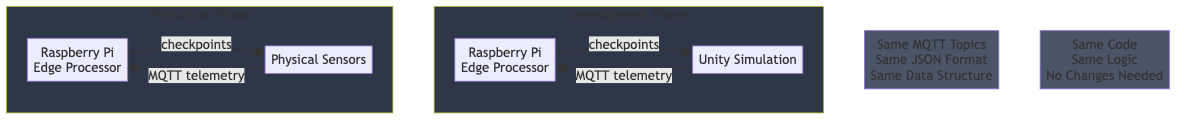 Raspberry Pi
Edge Processor
checkpoints
MQTT telemetry
Physical Sensors
Raspberry Pi
Edge Processor
checkpoints
MQTT telemetry
Unity Simulation
Same MQTT Topics
Same JSON Format
Same Data Structure
Same Code
Same Logic
No Changes Needed